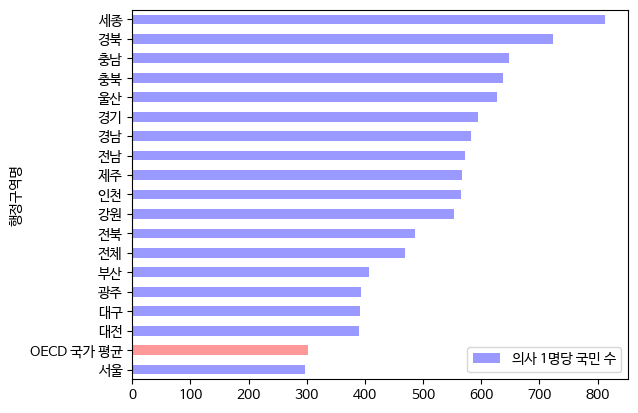 세종
경북
충남
충북
울산
경기
경남
전남
제주
인천
강원
전북
전체
부산
광주
대구
대전
OECD 국가 평균
서울
행정구역명
의사 1명당 국민 수
0 100 200 300 400 500 600 700 800